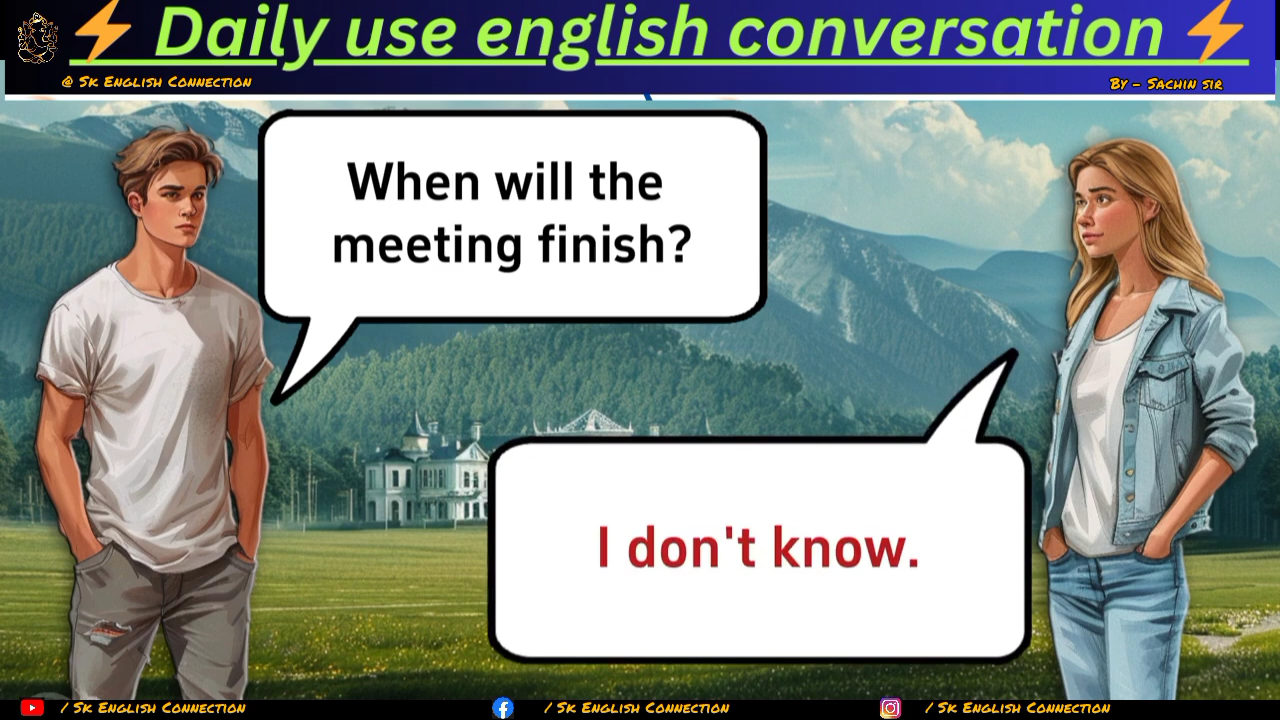 ⚡ Daily use english conversation ⚡
@ Sk English Connection
By - Sachin sir
When will the
meeting finish?
I don't know.
/ Sk English Connection
/ Sk English Connection
/ Sk English Connection